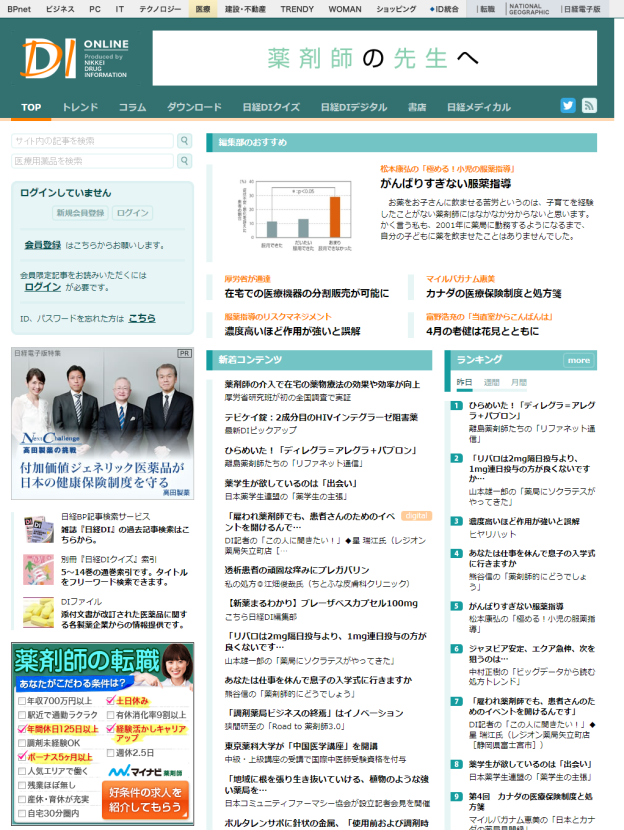 BPnet ビジネス PC IT テクノロジー 医療 建設・不動産 TRENDY WOMAN ショッピング ◆ID統合 転職 NATIONAL GEOGRAPHIC 日経電子版
DI ONLINE
Produced by
NIKKEI
DRUG
INFORMATION
薬剤師の先生へ
TOP トレンド コラム ダウンロード 日経DIクイズ 日経DIデジタル 書店 日経メディカル
サイト内の記事を検索
医療用薬品を検索
ログインしていません
新規会員登録 ログイン
会員登録 はこちらからお願いします。
会員限定記事をお読みいただくには
ログイン が必要です。
ID、パスワードを忘れた方は こちら
日経電子版特集 PR
Next Challenge
高田製薬の挑戦
付加価値ジェネリック医薬品が
日本の健康保険制度を守る
高田製薬
日経BP記事検索サービス
雑誌『日経DI』の過去記事検索はこ
ちらから。
別冊『日経DIクイズ』索引
5〜14巻の通巻索引です。タイトル
をフリーワード検索できます。
DIファイル
添付文書が改訂された医薬品に関す
る各製薬企業からの情報提供です。
薬剤師の転職
あなたがこだわる条件は?
年収700万円以上
土日休み
駅近で通勤ラクラク
有休消化率9割以上
年間休日125日以上
経験活かしキャリア
アップ
調剤未経験OK
ボーナス5ヶ月以上
週休2.5日
人気エリアで働く
マイナビ薬剤師
残業ほぼ無し
産休・育休が充実
自宅30分圏内
好条件の求人を
紹介してもらう
編集部のおすすめ
松本康弘の「極める!小児の服薬指導」
がんばりすぎない服薬指導
お薬をお子さんに飲ませる苦労というのは、子育てを経験
したことがない薬剤師にはなかなか分からないと思います。
かく言う私も、2001年に薬局に勤務するようになるまで、
自分の子どもに薬を飲ませたことはありませんでした。
厚労省が通達
在宅での医療機器の分割販売が可能に
マイルバガナム恵美
カナダの医療保険制度と処方箋
服薬指導のリスクマネジメント
濃度高いほど作用が強いと誤解
富野浩充の「当直室からこんばんは」
4月の老健は花見とともに
新着コンテンツ
薬剤師の介入で在宅の薬物療法の効果や効率が向上
厚労省研究班が初の全国調査で実証
テビケイ錠：2成分目のHIVインテグラーゼ阻害薬
最新DIピックアップ
ひらめいた!「ディレグラ＝アレグラ＋パブロン」
離島薬剤師たちの「リファネット通信」
薬学生が欲しているのは「出会い」
日本薬学生連盟の「薬学生の主張」
「雇われ薬剤師でも、患者さんのためのイベ
ントを開けるんで… digital
DI記者の「この人に聞きたい!」◆星 瑞江氏（レジオン
薬局矢立町店［…
透析患者の頑固な痒みにプレガバリン
私の処方◎江畑俊哉氏（ちとふな皮膚科クリニック）
【新薬まるわかり】ブレーザベスカプセル100mg
こちら日経DI編集部
「リバロは2mg隔日投与より、1mg連日投与の方が
良くないです…
山本雄一郎の「薬局にソクラテスがやってきた」
あなたは仕事を休んで息子の入学式に行きますか
熊谷信の「薬剤師的にどうでしょう」
「調剤薬局ビジネスの終焉」はイノベーション
狭間研至の「Road to 薬剤師3.0」
東京薬科大学が「中国医学講座」を開講
中級・上級講座の受講で国際中医師受験資格を付与
「地域に根を張り生き抜いていける、植物のような強
い薬局を…
日本コミュニティファーマシー協会が設立記者会見を開催
ボルタレンサポに針状の金属、「使用前および調剤時
ランキング more
昨日 週間 月間
1 ひらめいた!「ディレグラ＝アレグ
ラ＋パブロン」
離島薬剤師たちの「リファネット通
信」
2 「リバロは2mg隔日投与より、
1mg連日投与の方が良くないです
か…
山本雄一郎の「薬局にソクラテスが
やってきた」
3 濃度高いほど作用が強いと誤解
ヒヤリハット
4 あなたは仕事を休んで息子の入学式
に行きますか
熊谷信の「薬剤師的にどうでしょ
う」
5 がんばりすぎない服薬指導
松本康弘の「極める!小児の服薬指
導」
6 ジャヌビア安定、エクア急伸、次を
狙うのは…
中村正樹の「ビッグデータから読む
処方トレンド」
7 「雇われ薬剤師でも、患者さんのた
めのイベントを開けるんです」
DI記者の「この人に聞きたい!」◆
星 瑞江氏（レジオン薬局矢立町店
［静岡県富士宮市］）
8 薬学生が欲しているのは「出会い」
日本薬学生連盟の「薬学生の主張」
9 第4回 カナダの医療保険制度と処
方箋
マイルバガナム恵美の「日本とカナ